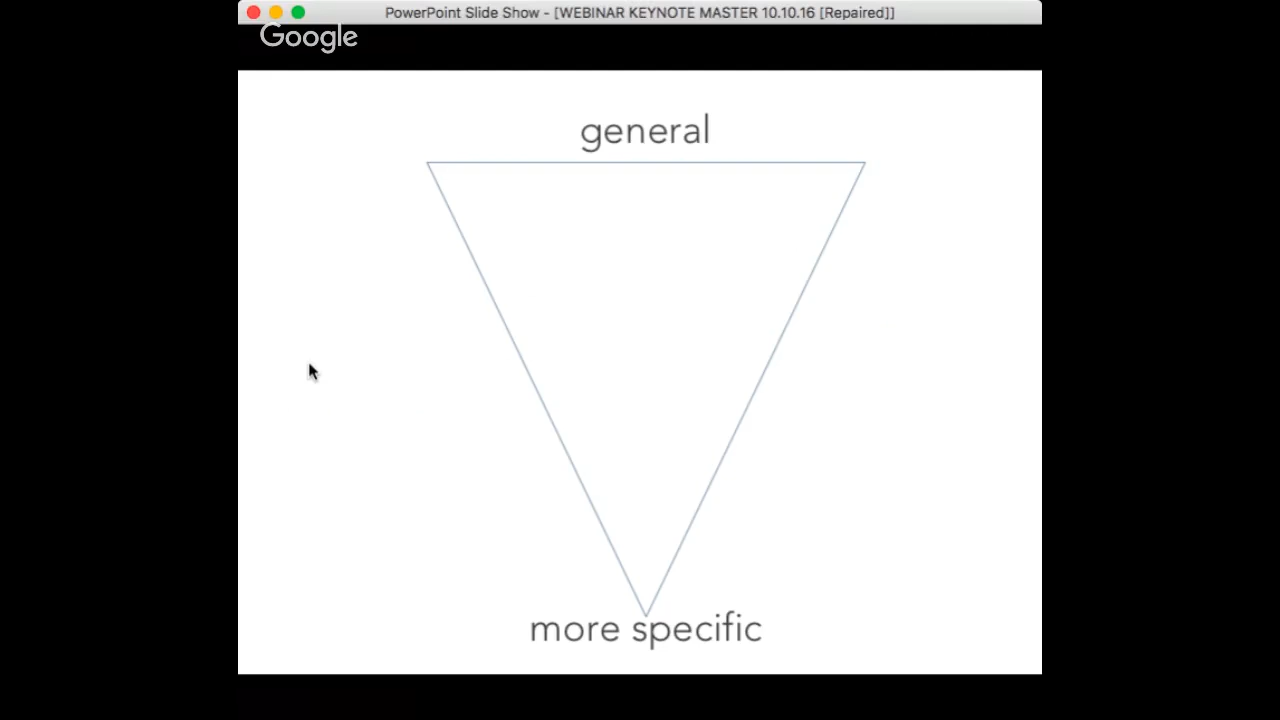 PowerPoint Slide Show - [WEBINAR KEYNOTE MASTER 10.10.16 [Repaired]]
Google
general
more specific